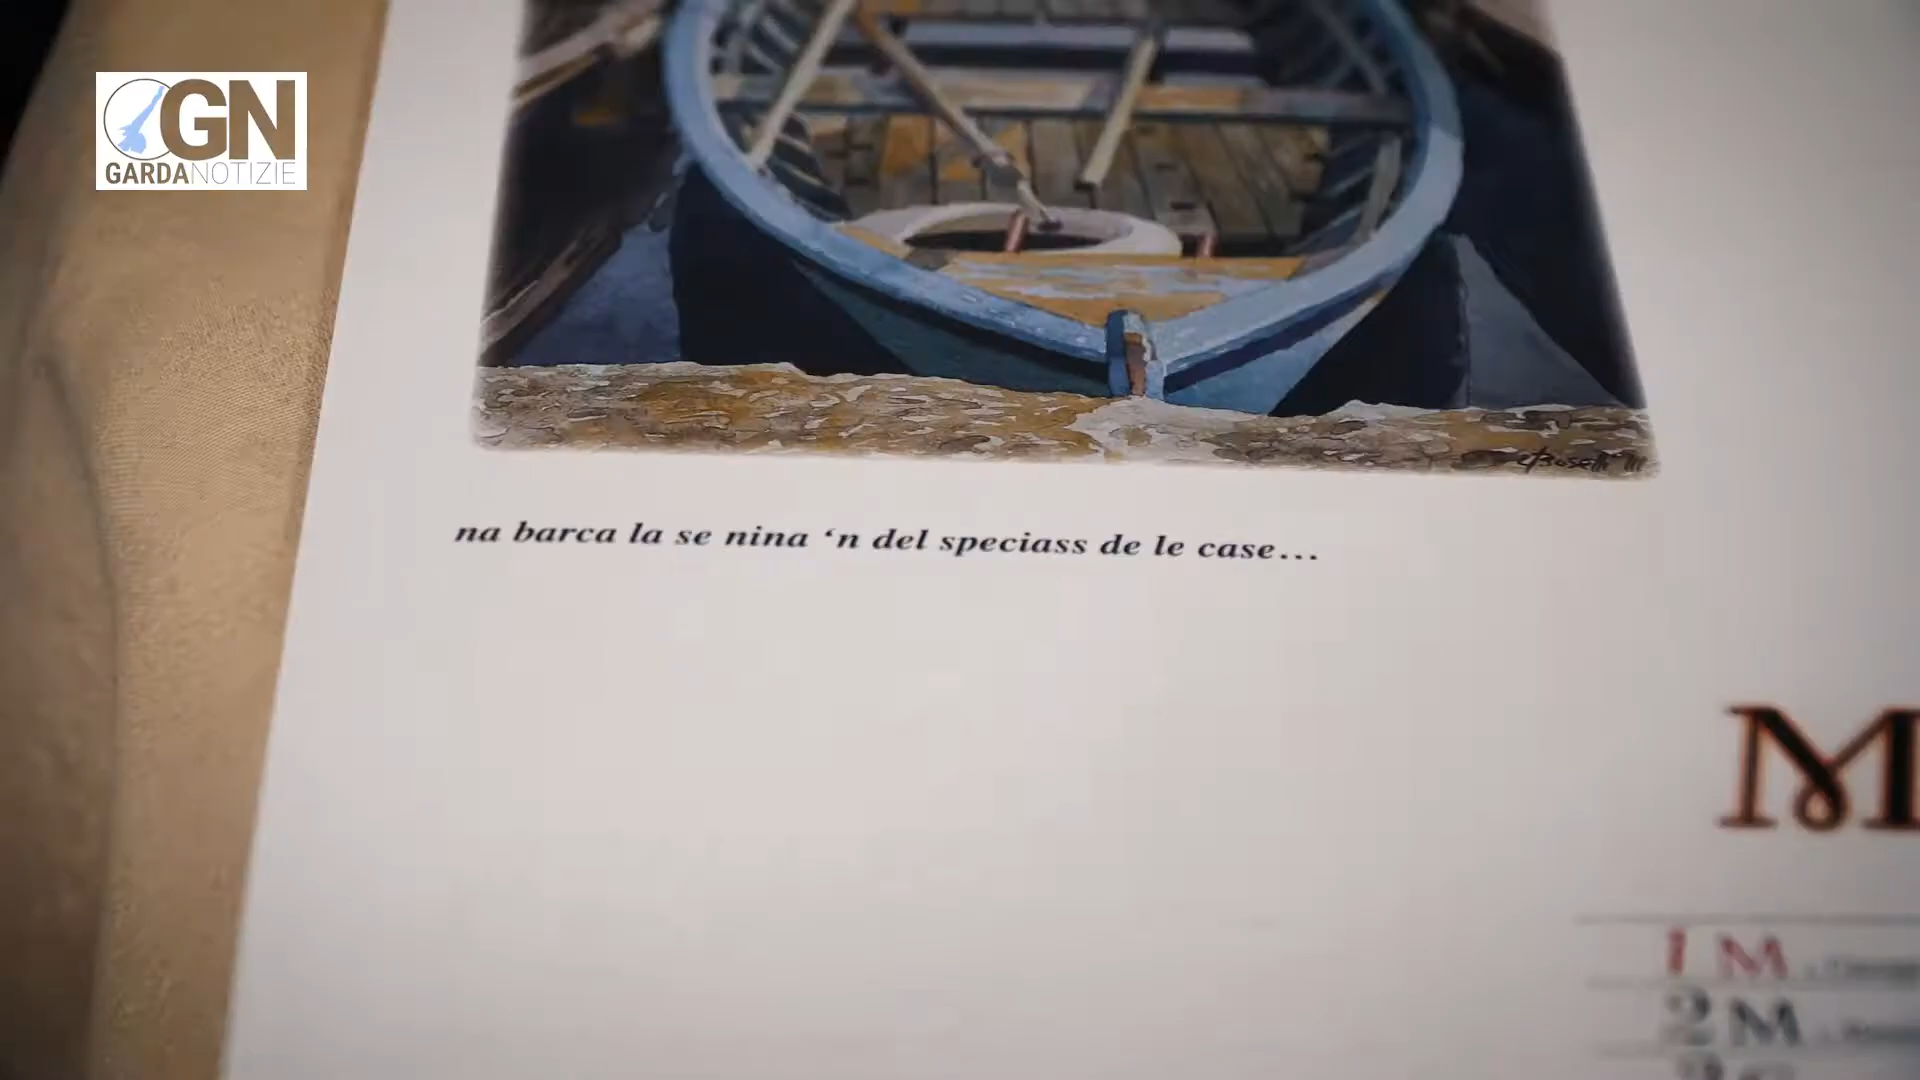 GN
GARDANOTIZIE
na barca la se nina ‘n del speciass de le case...
M
1 M
2 M